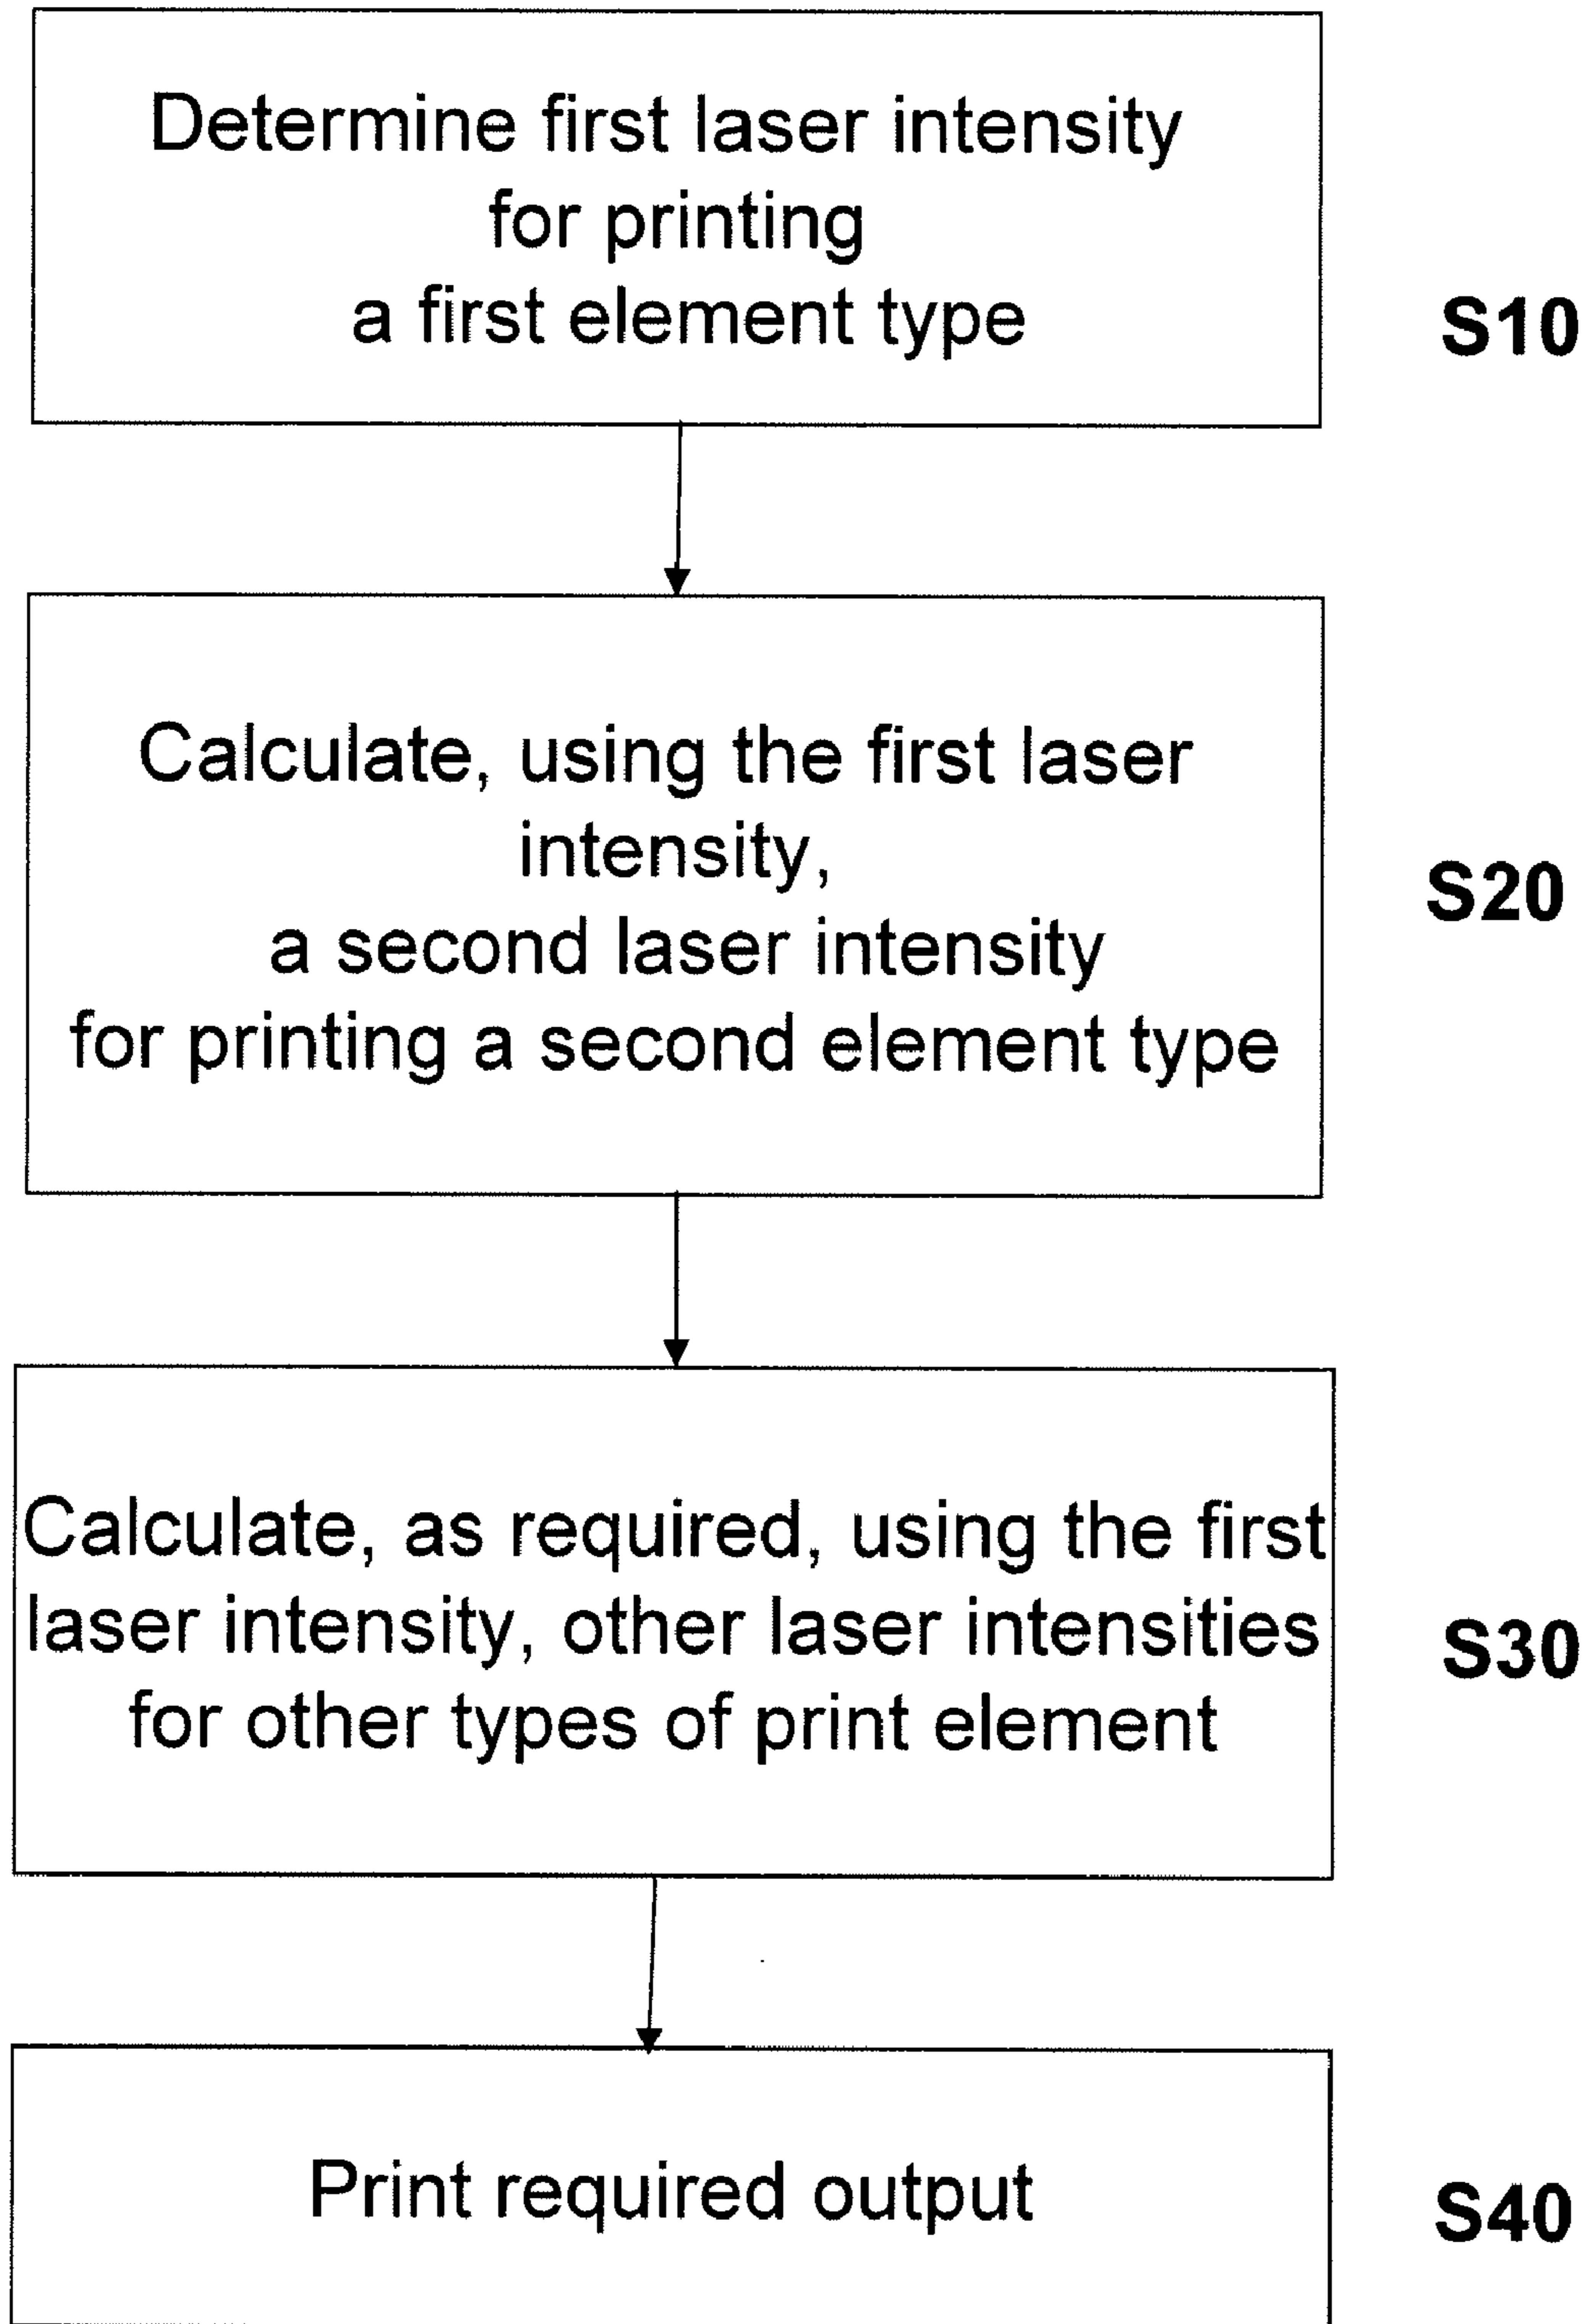 Determine first laser intensity
for printing
a first element type
S10
Calculate, using the first laser
intensity,
a second laser intensity
for printing a second element type
S20
Calculate, as required, using the first
laser intensity, other laser intensities
for other types of print element
S30
Print required output
S40